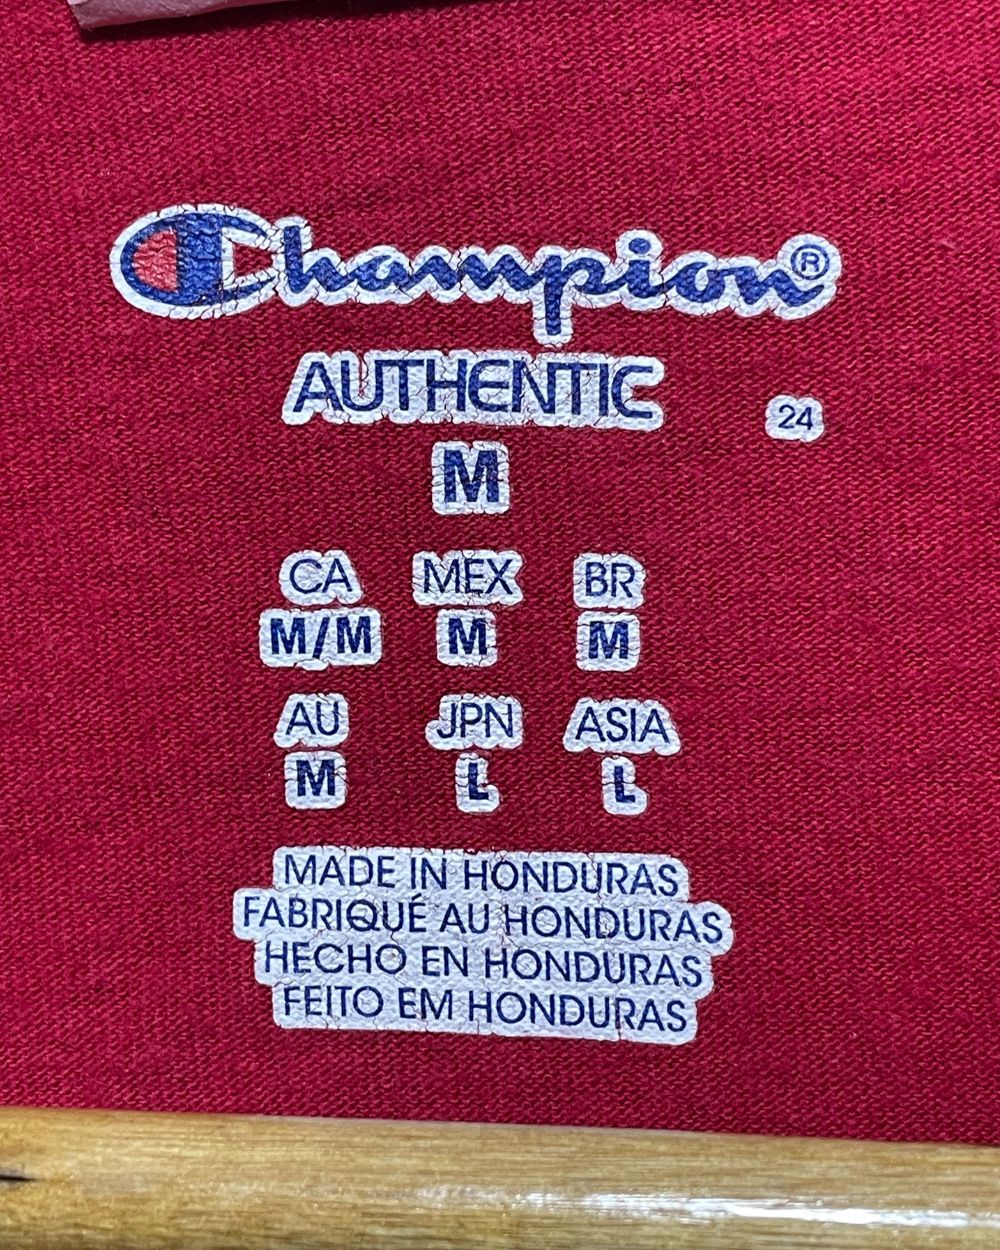 Champion®
AUTHENTIC
24
M
CA MEX BR
M/M M M
AU JPN ASIA
M L L
MADE IN HONDURAS
FABRIQUÉ AU HONDURAS
HECHO EN HONDURAS
FEITO EM HONDURAS